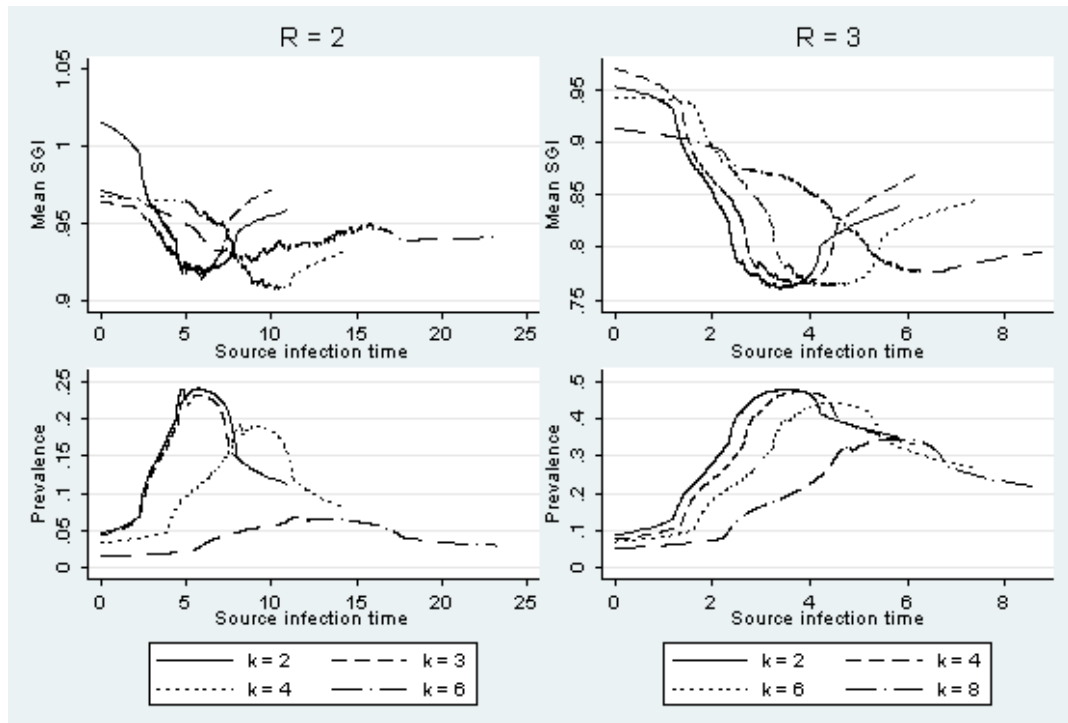 R = 2
R = 3
Mean SGI
1.05
1
.95
.9
0 5 10 15 20 25
Source infection time
Mean SGI
.95
.9
.85
.8
.75
0 2 4 6 8
Source infection time
Prevalence
.25
.2
.15
.1
.05
0
0 5 10 15 20 25
Source infection time
Prevalence
.5
.4
.3
.2
.1
0
0 2 4 6 8
Source infection time
k = 2 k = 3
k = 4 k = 6
k = 2 k = 4
k = 6 k = 8